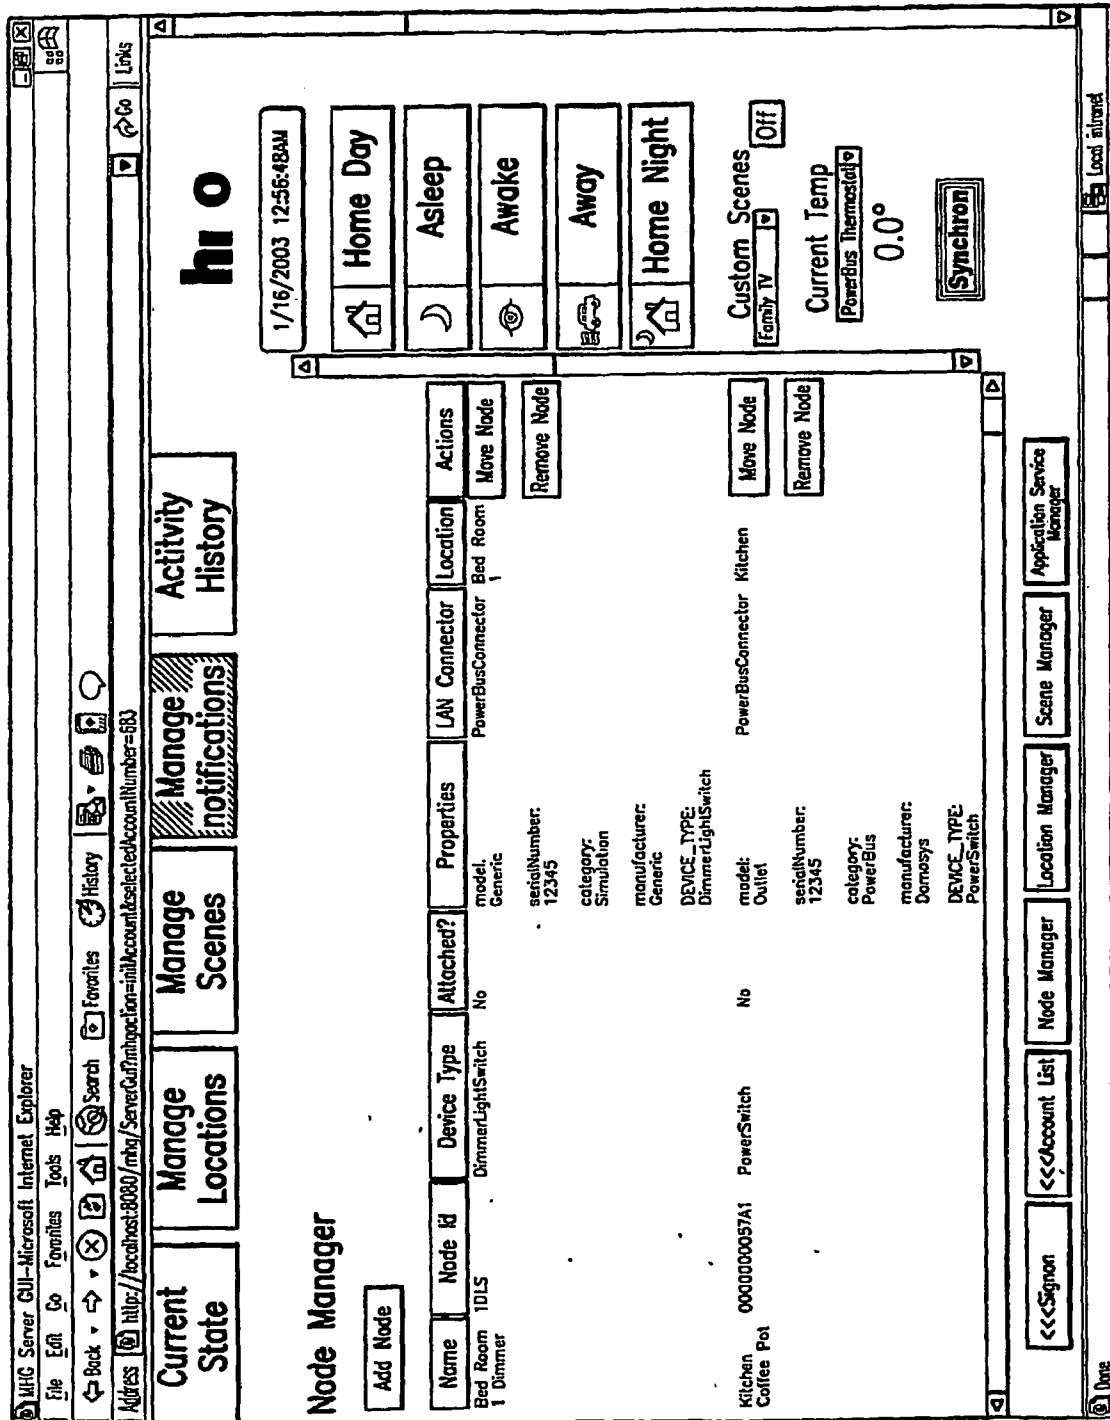 MHG Server GUI-Microsoft Internet Explorer
File Edit Go Favorites Tools Help
Back Search Favorites History
Address http://localhost:8080/mhg/ServerGui?mhgaction=initAccount&selectedAccountNumber=683 Go Links
Current State
Manage Locations
Manage Scenes
Manage notifications
Actitvity History
hi o
1/16/2003 12:56:48AM
Home Day
Asleep
Awake
Away
Home Night
Custom Scenes
Family TV Off
Current Temp
PowerBus Thermostat
0.0°
Synchron
Node Manager
Add Node
Name Node Id Device Type Attached? Properties LAN Connector Location Actions
Bed Room 1 Dimmer 1DLS DimmerLightSwitch No model. Generic PowerBusConnector Bed Room 1 Move Node
serialNumber: 12345 Remove Node
category: Simulation
manufacturer: Generic
DEVICE_TYPE: DimmerLightSwitch
Kitchen Coffee Pot 0000000057A1 PowerSwitch No model: Outlet PowerBusConnector Kitchen Move Node
serialNumber: 12345 Remove Node
category: PowerBus
manufacturer: Domosys
DEVICE_TYPE: PowerSwitch
<<<Signon <<<Account List Node Manager Location Manager Scene Manager Application Service Manager
Done Local intranet